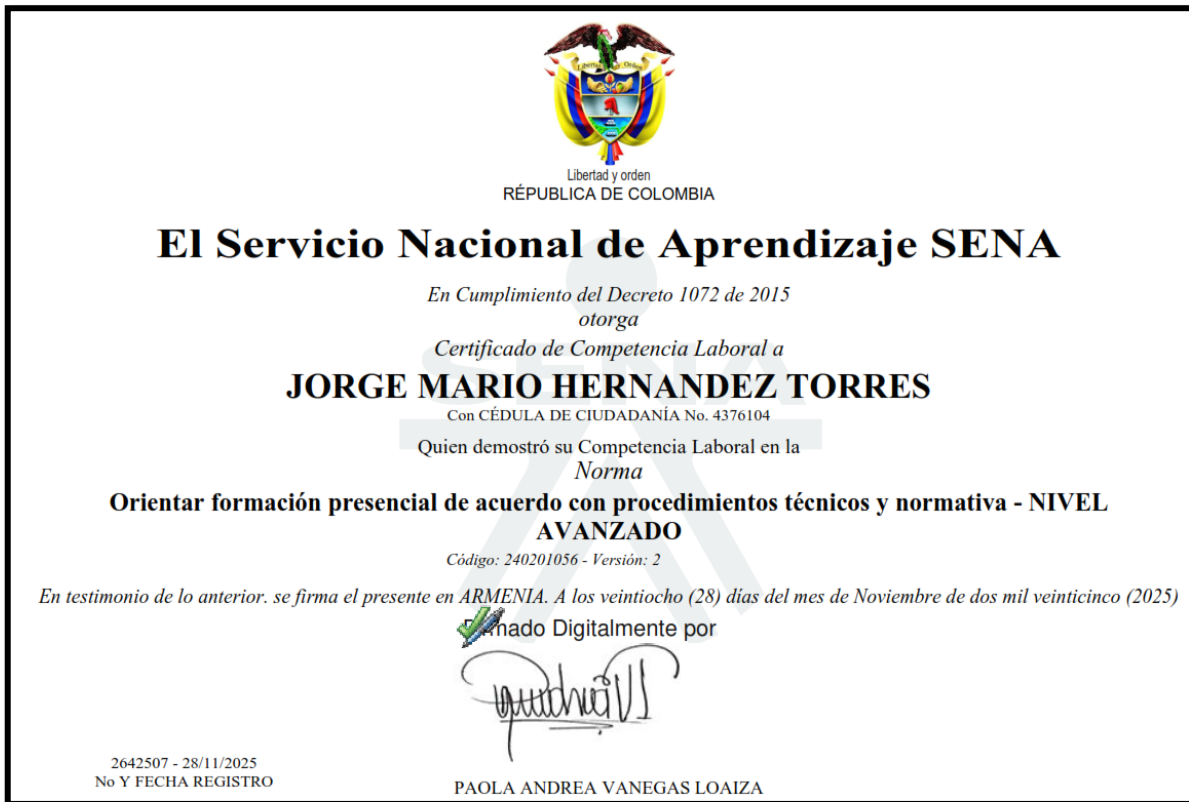 Libertad y Orden
Libertad y orden
RÉPUBLICA DE COLOMBIA
El Servicio Nacional de Aprendizaje SENA
En Cumplimiento del Decreto 1072 de 2015
otorga
Certificado de Competencia Laboral a
SENA
JORGE MARIO HERNANDEZ TORRES
Con CÉDULA DE CIUDADANÍA No. 4376104
Quien demostró su Competencia Laboral en la
Norma
Orientar formación presencial de acuerdo con procedimientos técnicos y normativa - NIVEL
AVANZADO
Código: 240201056 - Versión: 2
En testimonio de lo anterior. se firma el presente en ARMENIA. A los veintiocho (28) días del mes de Noviembre de dos mil veinticinco (2025)
Firmado Digitalmente por
2642507 - 28/11/2025
No Y FECHA REGISTRO
PAOLA ANDREA VANEGAS LOAIZA